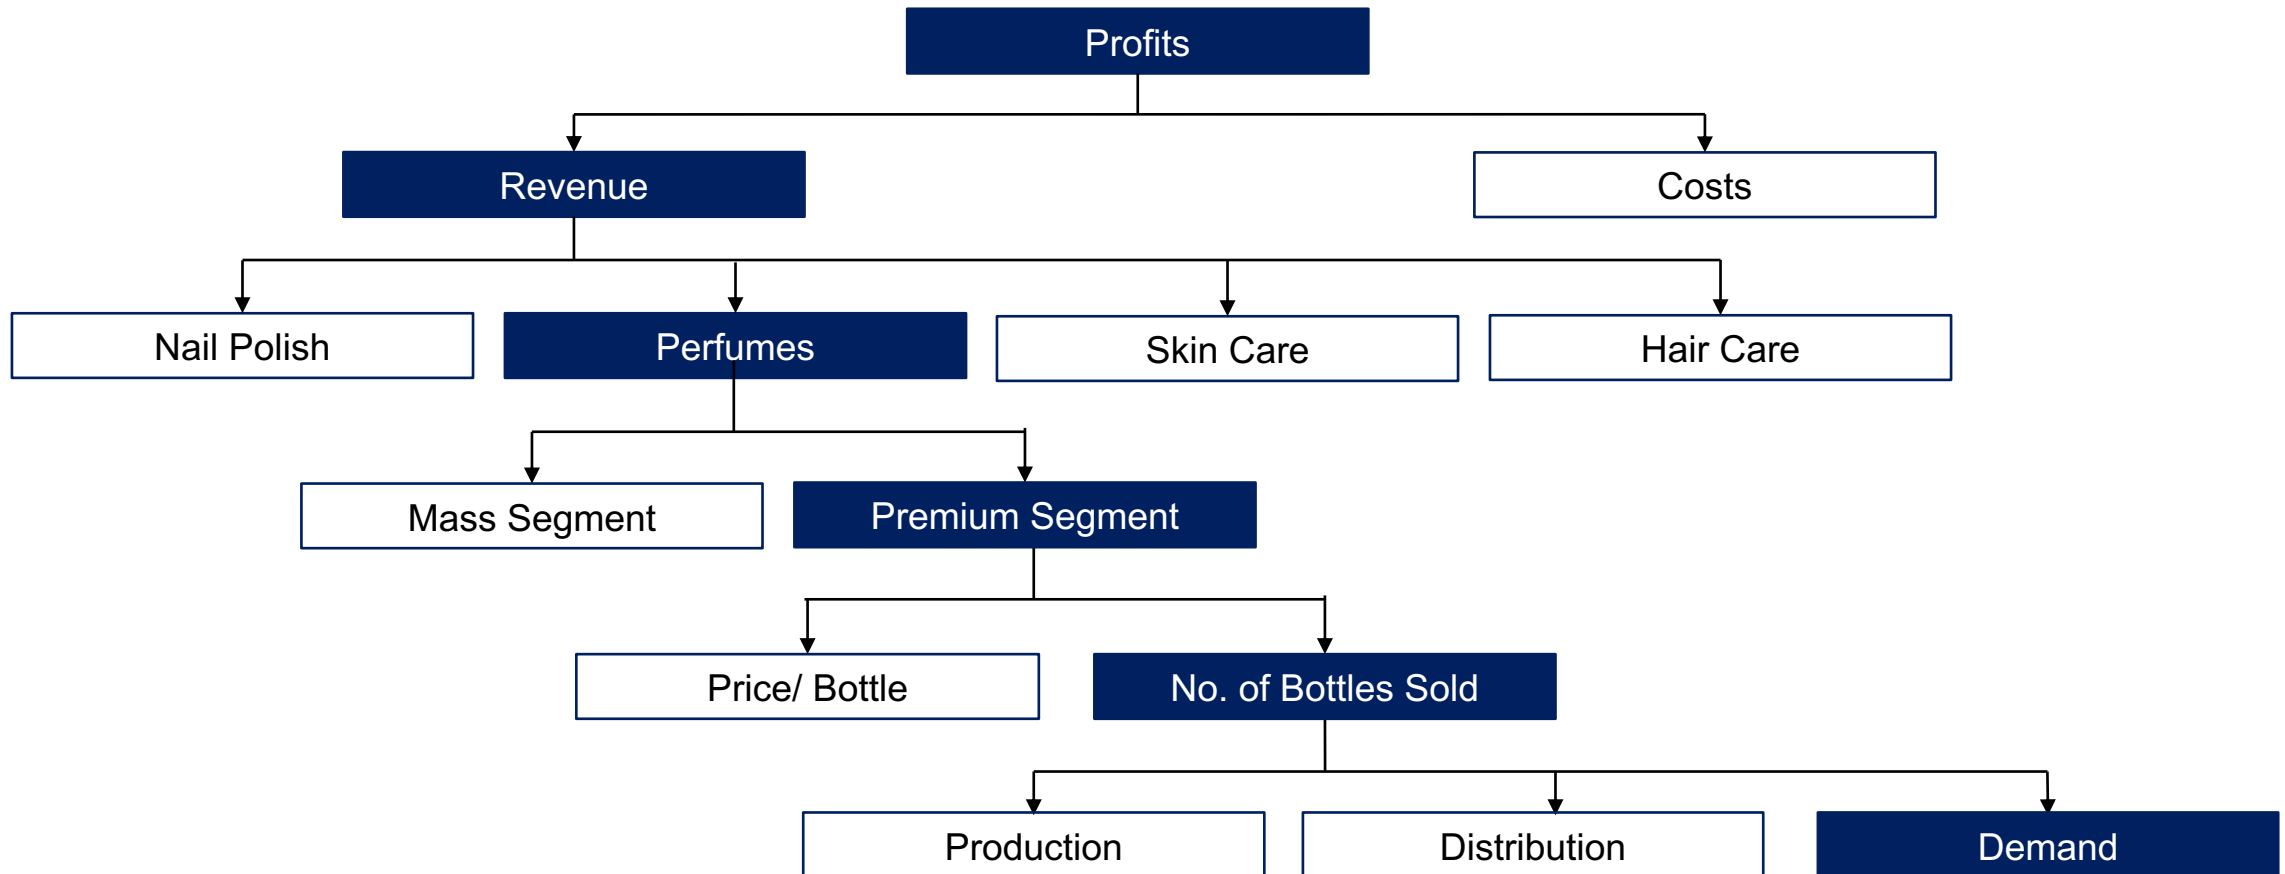 Profits
Revenue
Costs
Nail Polish
Perfumes
Skin Care
Hair Care
Mass Segment
Premium Segment
Price/ Bottle
No. of Bottles Sold
Production
Distribution
Demand